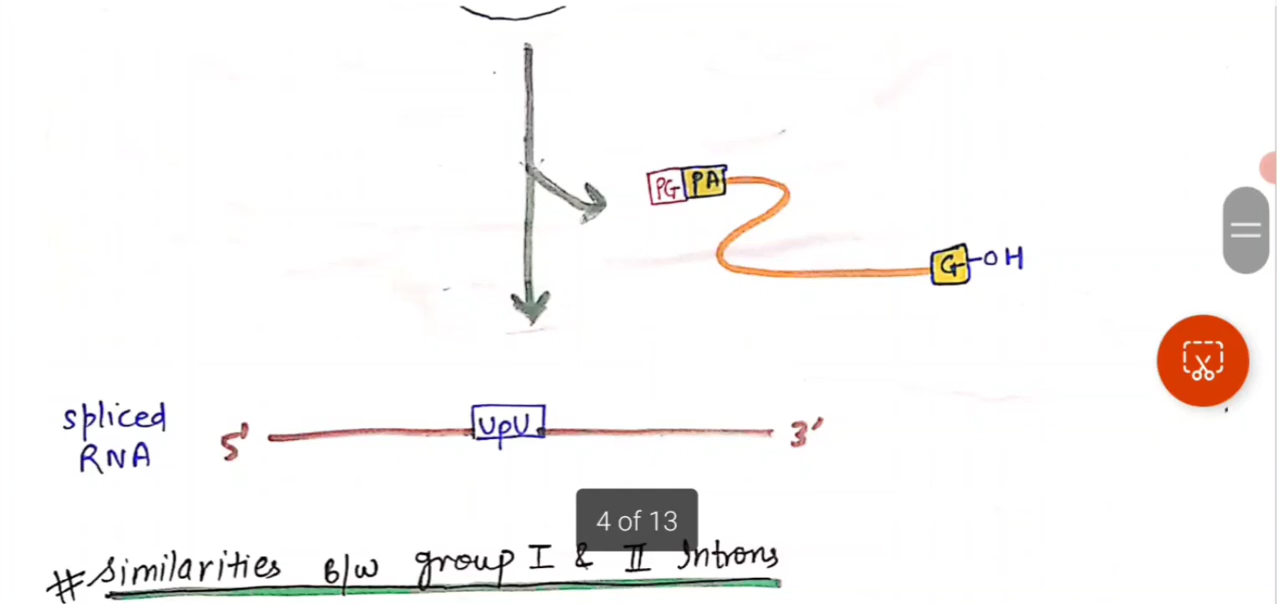 PG PA
G-OH
spliced
RNA
5' UpU 3'
4 of 13
# Similarities b/w group I & II Introns